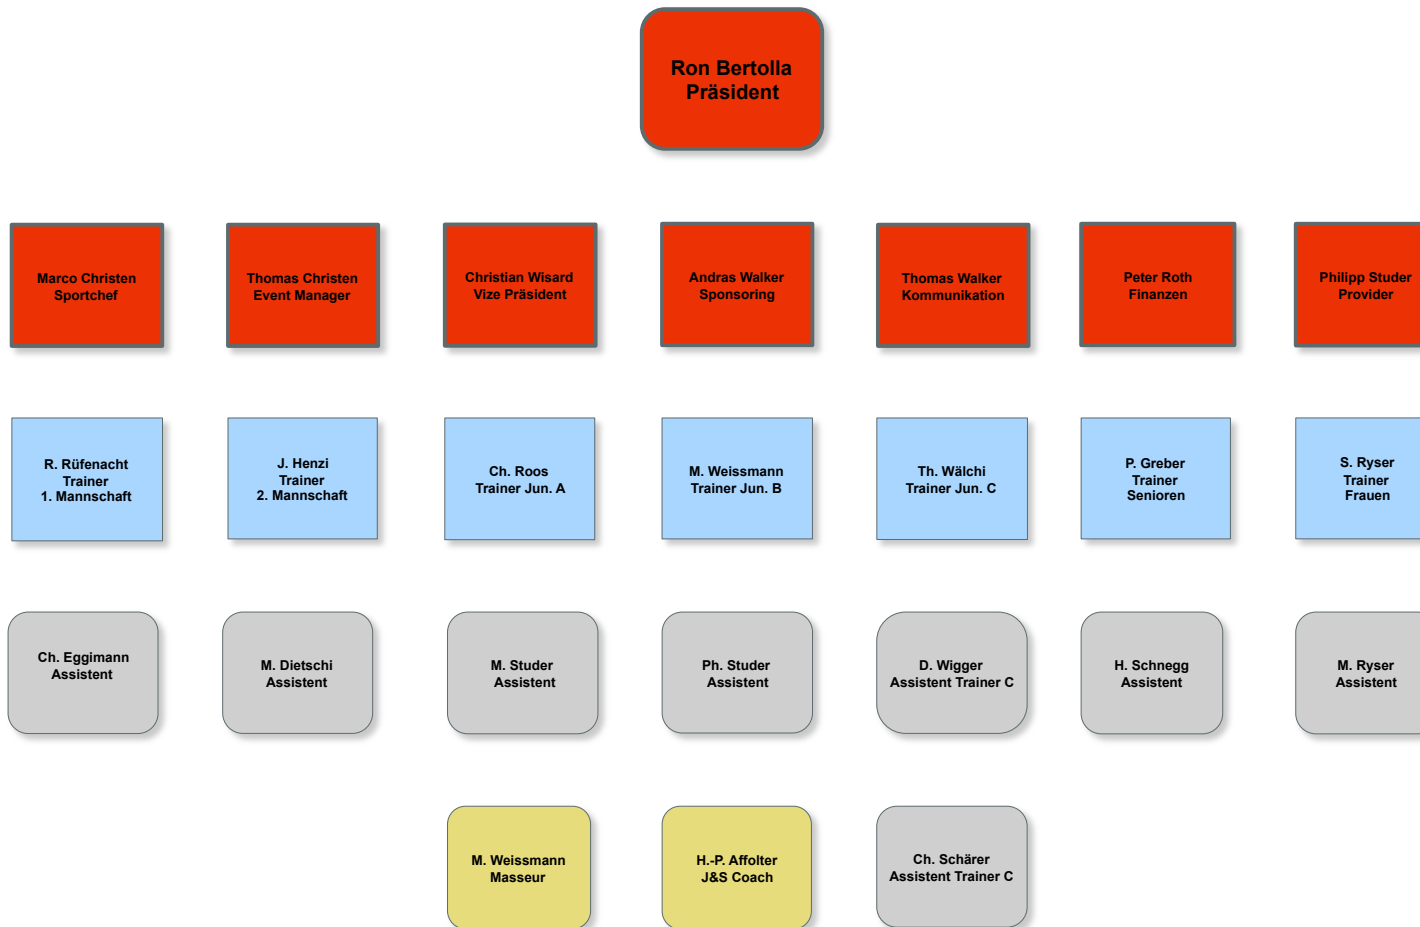 Ron Bertolla
Präsident
Marco Christen
Sportchef
Thomas Christen
Event Manager
Christian Wisard
Vize Präsident
Andras Walker
Sponsoring
Thomas Walker
Kommunikation
Peter Roth
Finanzen
Philipp Studer
Provider
R. Rüfenacht
Trainer
1. Mannschaft
J. Henzi
Trainer
2. Mannschaft
Ch. Roos
Trainer Jun. A
M. Weissmann
Trainer Jun. B
Th. Wälchi
Trainer Jun. C
P. Greber
Trainer
Senioren
S. Ryser
Trainer
Frauen
Ch. Eggimann
Assistent
M. Dietschi
Assistent
M. Studer
Assistent
Ph. Studer
Assistent
D. Wigger
Assistent Trainer C
H. Schnegg
Assistent
M. Ryser
Assistent
M. Weissmann
Masseur
H.-P. Affolter
J&S Coach
Ch. Schärer
Assistent Trainer C